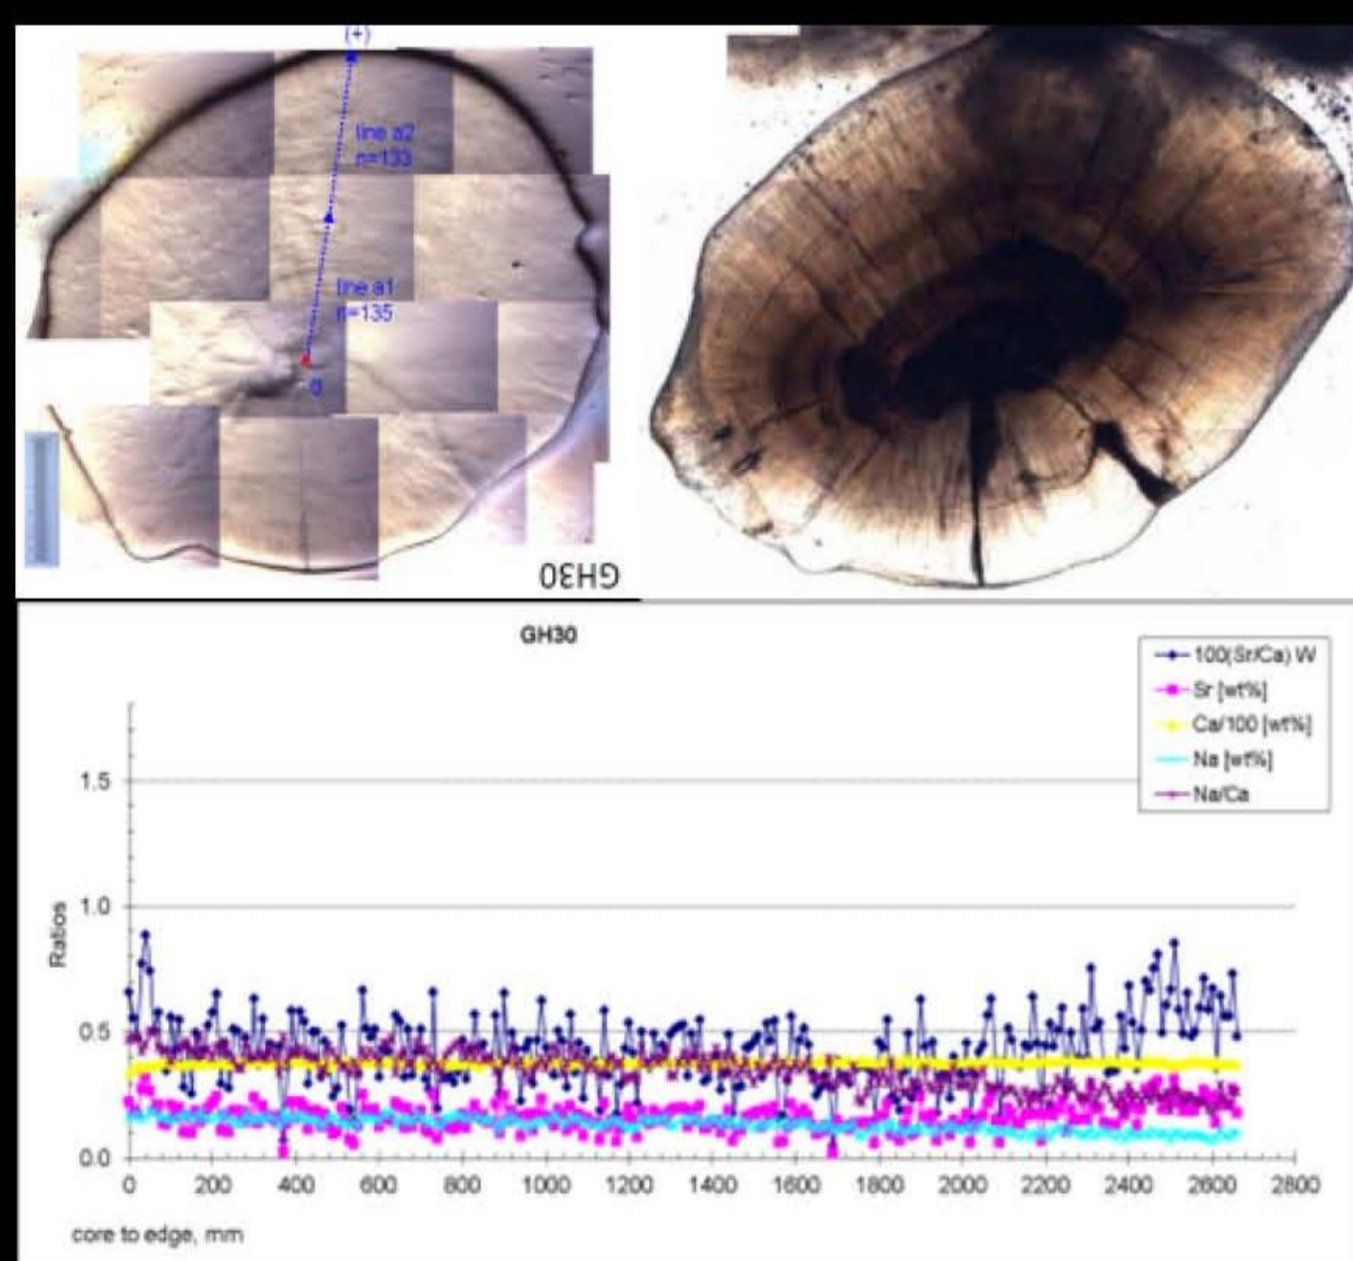 (+)
line a2
n=133
line a1
n=135
0
GH30
GH30
100(Sr/Ca) W
Sr [wt%]
Ca/100 [wt%]
Na [wt%]
Na/Ca
1.5
1.0
0.5
0.0
Ratios
0 200 400 600 800 1000 1200 1400 1600 1800 2000 2200 2400 2600 2800
core to edge, mm